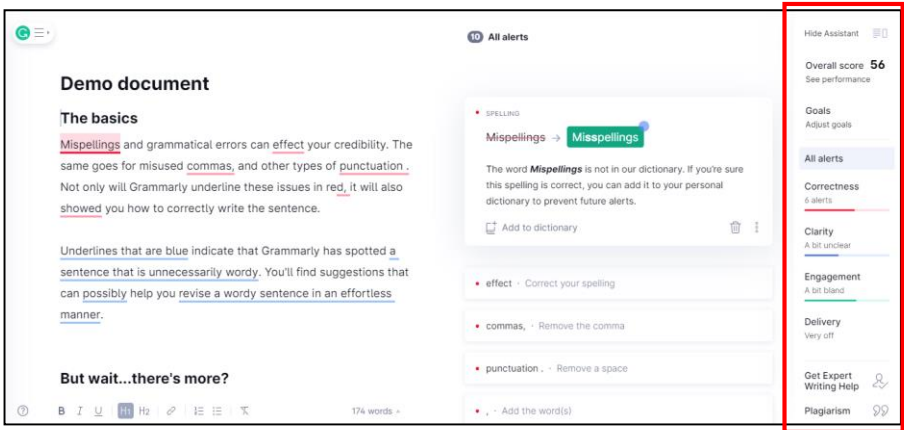 Demo document
The basics
Mispellings and grammatical errors can effect your credibility. The
same goes for misused commas, and other types of punctuation .
Not only will Grammarly underline these issues in red, it will also
showed you how to correctly write the sentence.
Underlines that are blue indicate that Grammarly has spotted a
sentence that is unnecessarily wordy. You'll find suggestions that
can possibly help you revise a wordy sentence in an effortless
manner.
But wait...there's more?
B I U H1 H2
174 words
10 All alerts
SPELLING
Mispellings → Misspellings
The word Mispellings is not in our dictionary. If you're sure
this spelling is correct, you can add it to your personal
dictionary to prevent future alerts.
Add to dictionary
effect · Correct your spelling
commas, · Remove the comma
punctuation . · Remove a space
, · Add the word(s)
Hide Assistant
Overall score 56
See performance
Goals
Adjust goals
All alerts
Correctness
6 alerts
Clarity
A bit unclear
Engagement
A bit bland
Delivery
Very off
Get Expert
Writing Help
Plagiarism